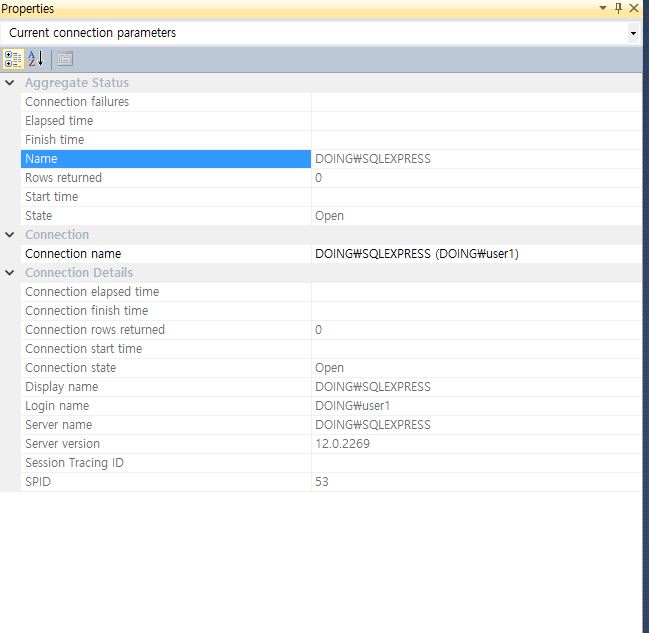 Properties
Current connection parameters
Aggregate Status
Connection failures
Elapsed time
Finish time
Name DOING₩SQLEXPRESS
Rows returned 0
Start time
State Open
Connection
Connection name DOING₩SQLEXPRESS (DOING₩user1)
Connection Details
Connection elapsed time
Connection finish time
Connection rows returned 0
Connection start time
Connection state Open
Display name DOING₩SQLEXPRESS
Login name DOING₩user1
Server name DOING₩SQLEXPRESS
Server version 12.0.2269
Session Tracing ID
SPID 53